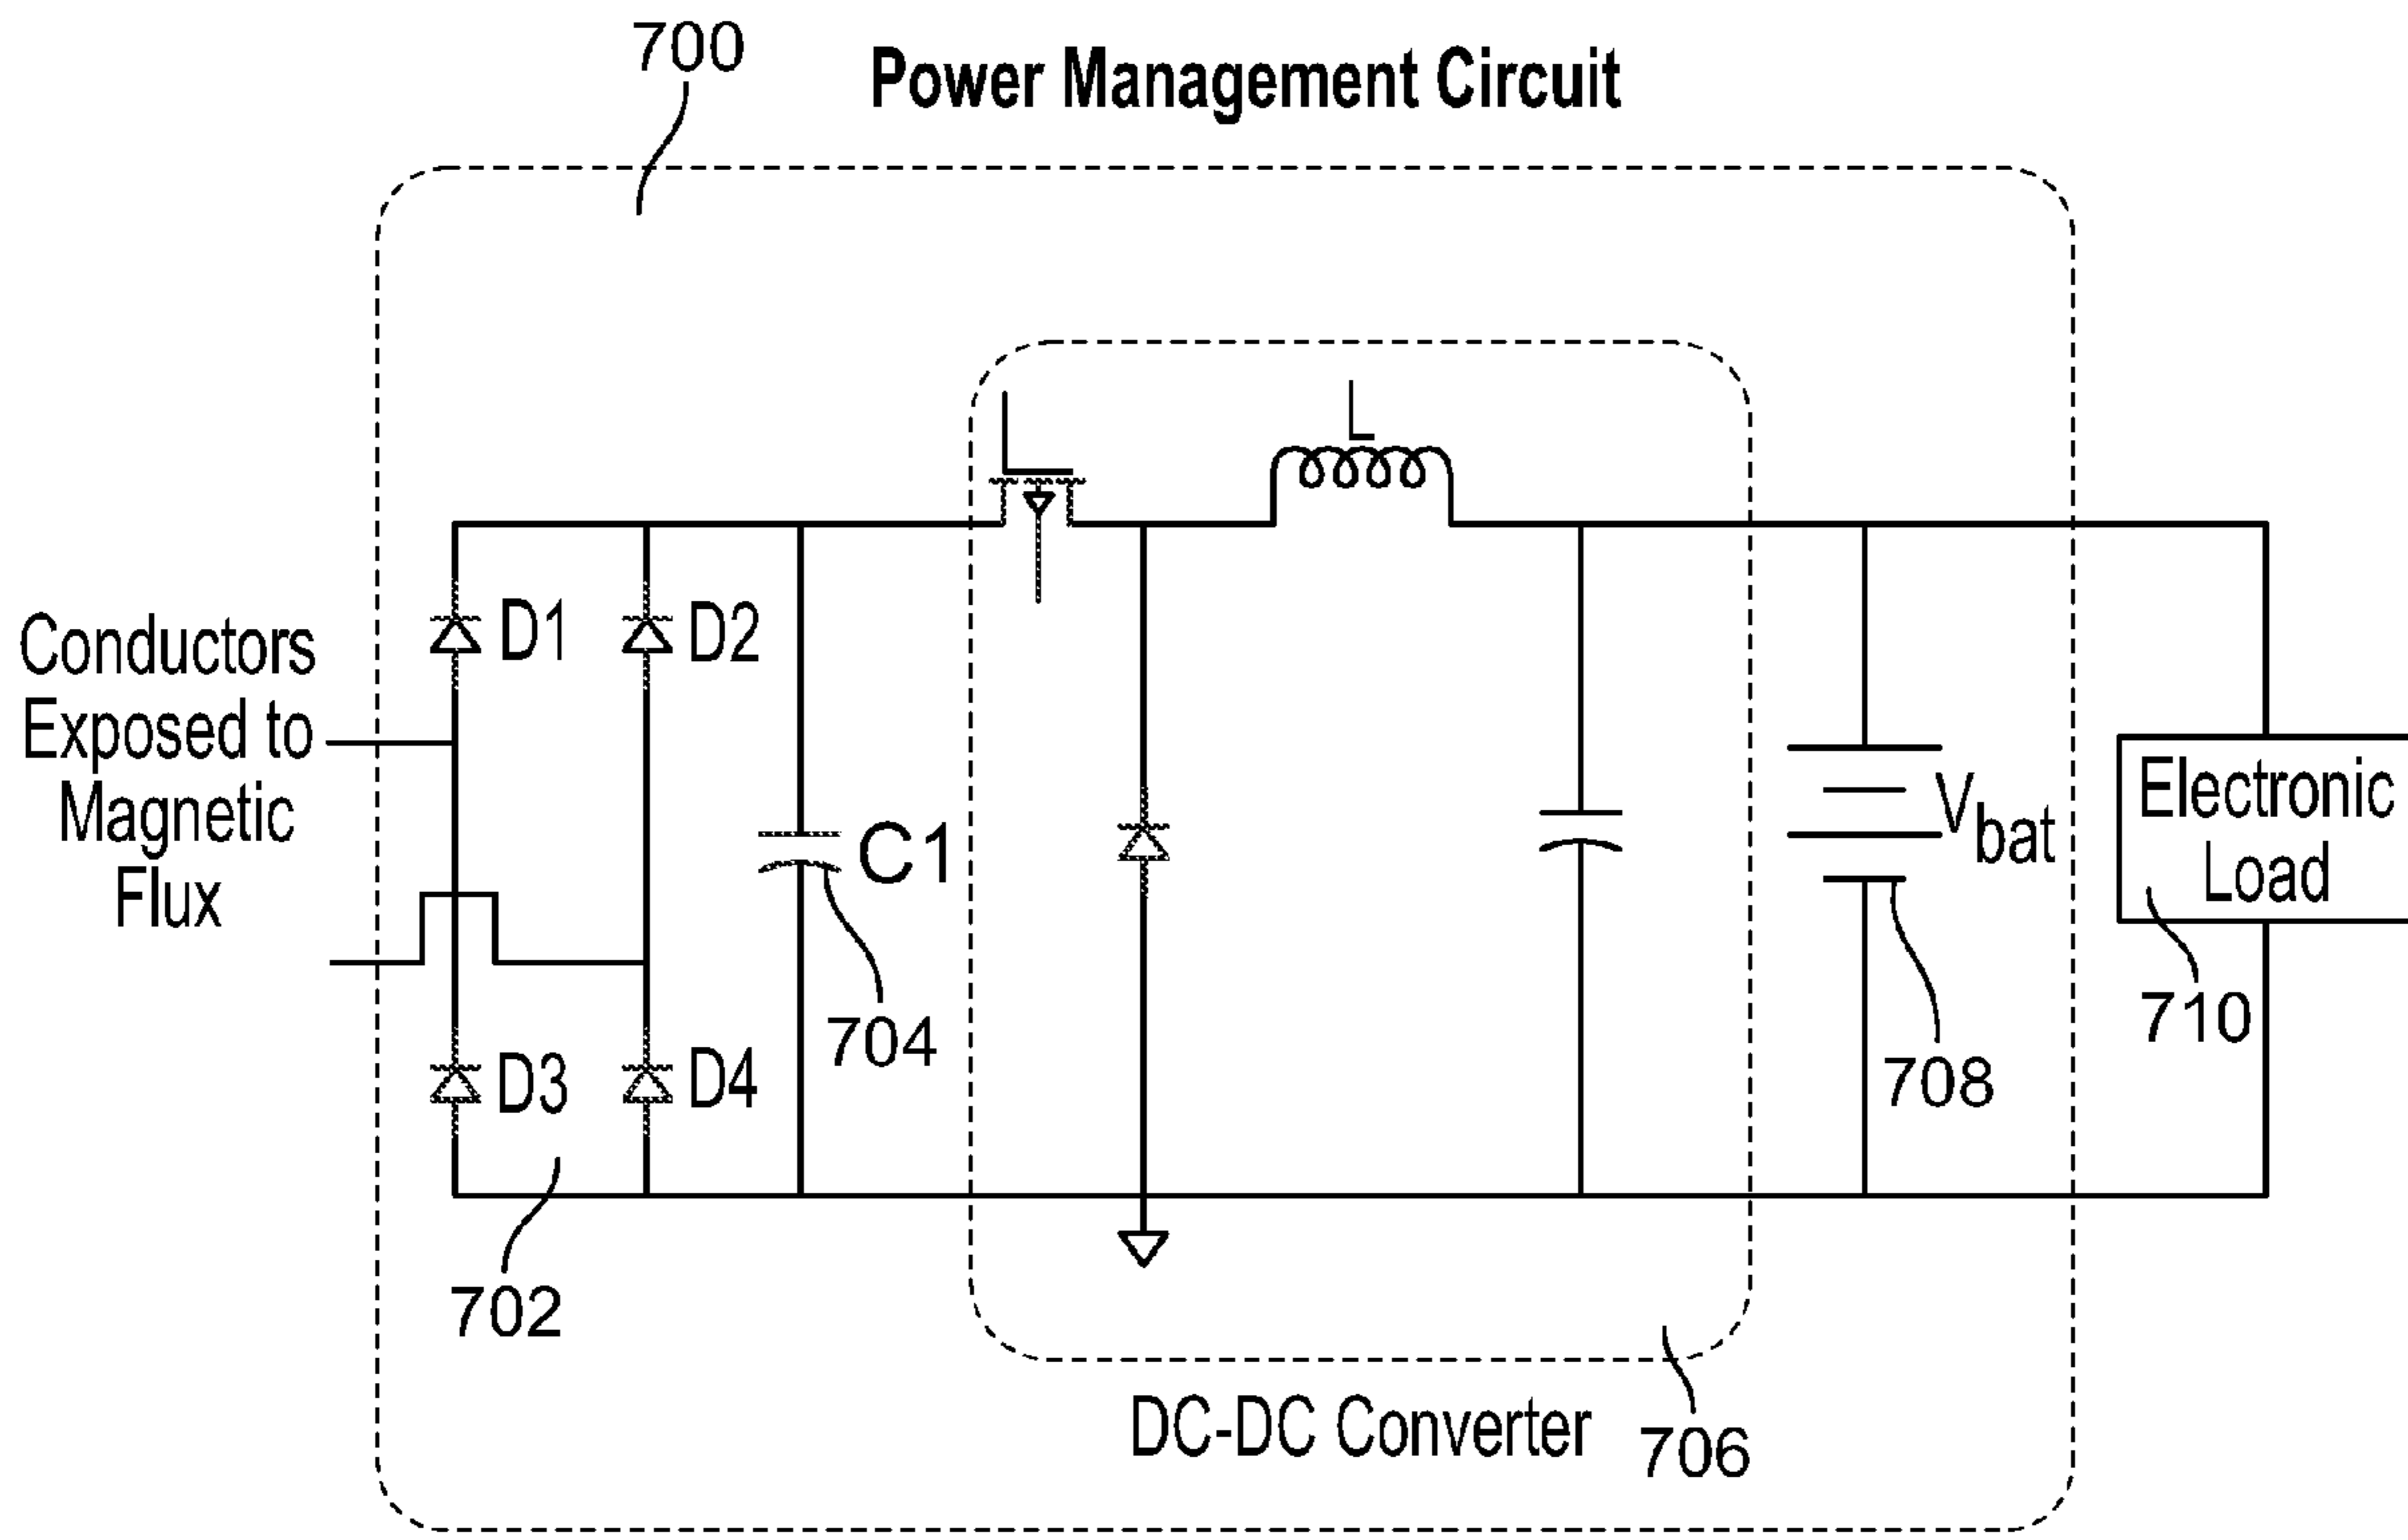 700
Power Management Circuit
L
D1
D2
Conductors
Exposed to
Magnetic
Flux
C1
Vbat
Electronic
Load
704
710
708
D3
D4
702
DC-DC Converter
706